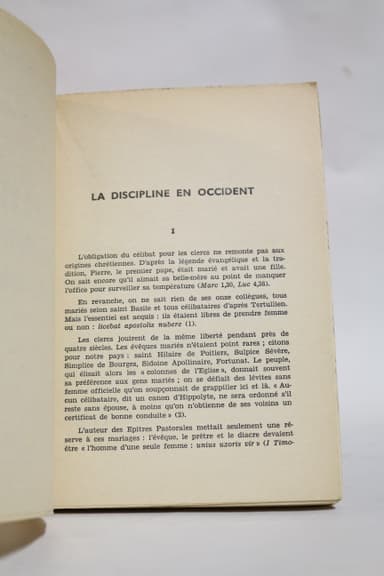 LA DISCIPLINE EN OCCIDENT
I
L'obligation du célibat pour les clercs ne remonte pas aux
origines chrétiennes. D'après la légende évangélique et la tra-
dition, Pierre, le premier pape, était marié et avait une fille.
On sait encore qu'il aimait sa belle-mère au point de manquer
l'office pour surveiller sa température (Marc 1,30, Luc 4,38).
En revanche, on ne sait rien de ses onze collègues, tous
mariés selon saint Basile et tous célibataires d'après Tertullien.
Mais l'essentiel est acquis : ils étaient libres de prendre femme
ou non : licebat apostolis nubere (1).
Les clercs jouirent de la même liberté pendant près de
quatre siècles. Les évêques mariés n'étaient point rares ; citons
pour notre pays : saint Hilaire de Poitiers, Sulpice Sévère,
Simplice de Bourges, Sidoine Apollinaire, Fortunat. Le peuple,
qui élisait alors les « colonnes de l'Eglise », donnait souvent
sa préférence aux gens mariés ; on se défiait des lévites sans
femme officielle qu'on soupçonnait de grappiller ici et là. « Au-
cun célibataire, dit un canon d'Hippolyte, ne sera ordonné s'il
reste sans épouse, à moins qu'on n'obtienne de ses voisins un
certificat de bonne conduite » (2).
L'auteur des Epîtres Pastorales mettait seulement une ré-
serve à ces mariages : l'évêque, le prêtre et le diacre devaient
être « l'homme d'une seule femme : unius uxoris vir » (I Timo-